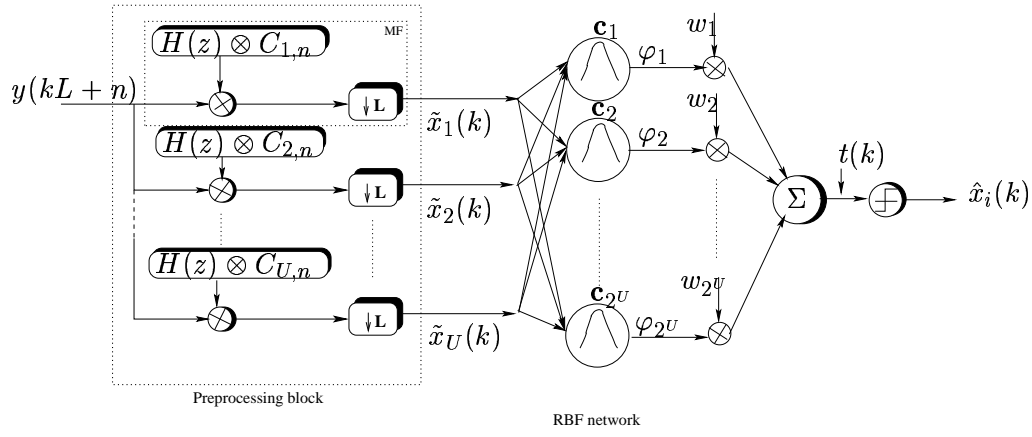 MF
H(z) ⊗ C_{1,n}
y(kL + n)
↓ L
x̃_1(k)
H(z) ⊗ C_{2,n}
↓ L
x̃_2(k)
H(z) ⊗ C_{U,n}
↓ L
x̃_U(k)
Preprocessing block
c_1
φ_1
w_1
c_2
φ_2
w_2
c_{2^U}
φ_{2^U}
w_{2^U}
Σ
t(k)
x̂_i(k)
RBF network